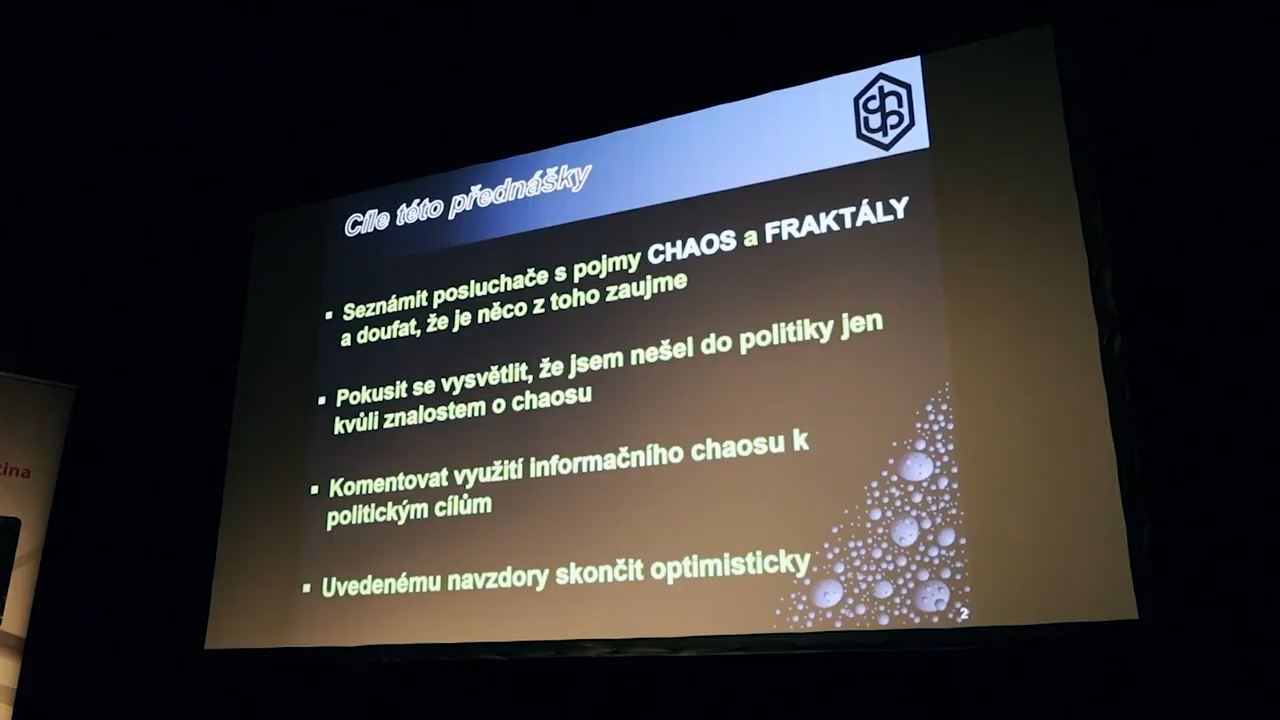 Cíle této přednášky
▪ Seznámit posluchače s pojmy CHAOS a FRAKTÁLY
a doufat, že je něco z toho zaujme
▪ Pokusit se vysvětlit, že jsem nešel do politiky jen
kvůli znalostem o chaosu
▪ Komentovat využití informačního chaosu k
politickým cílům
▪ Uvedenému navzdory skončit optimisticky
2